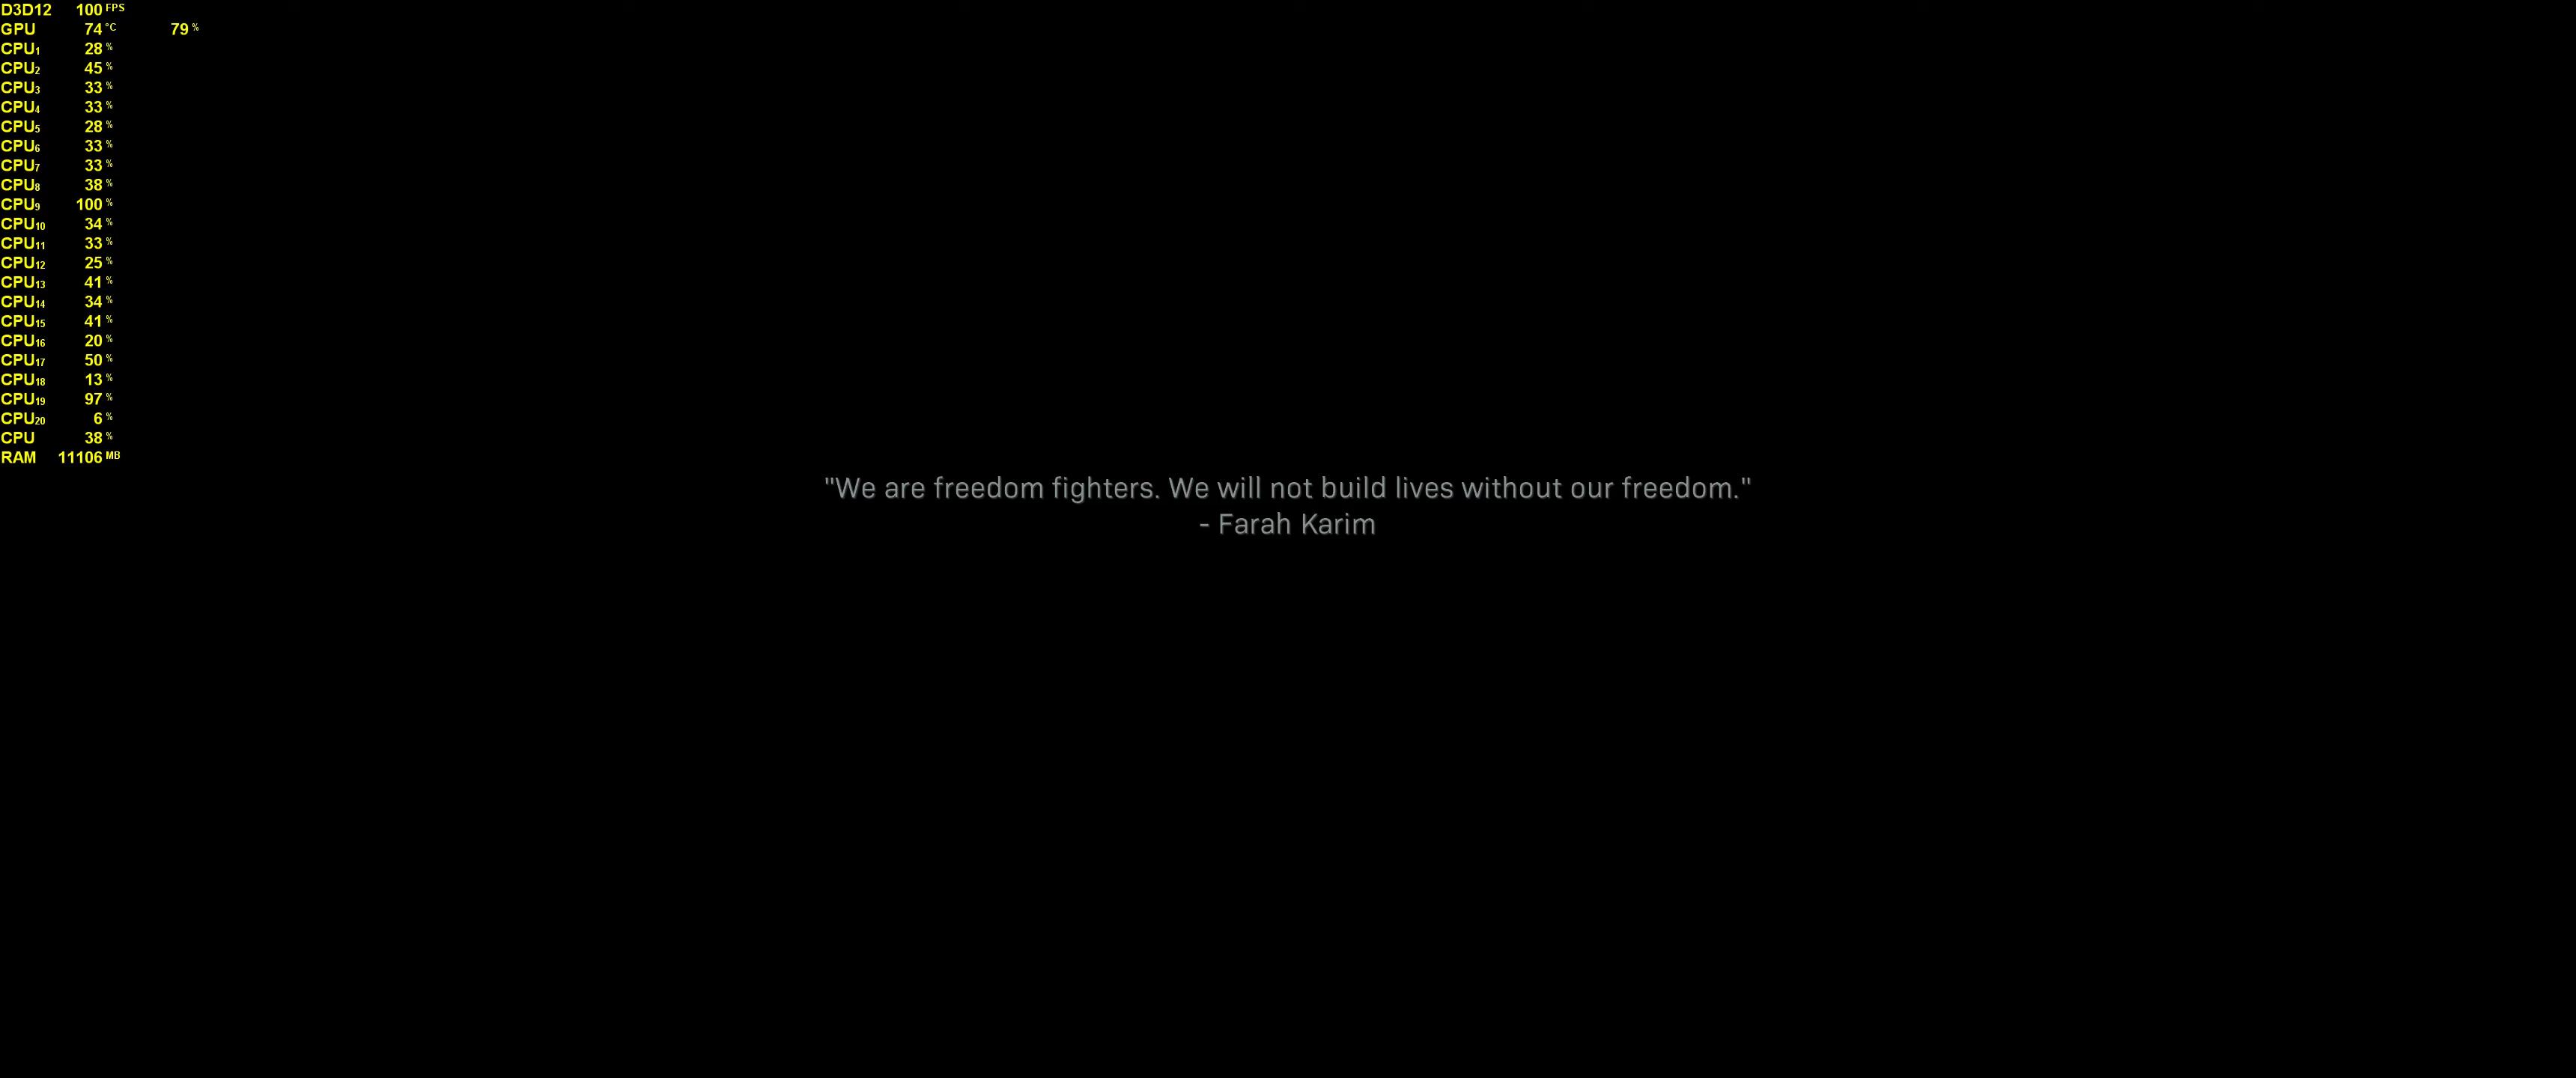 D3D12 100 FPS
GPU 74 °C 79 %
CPU1 28 %
CPU2 45 %
CPU3 33 %
CPU4 33 %
CPU5 28 %
CPU6 33 %
CPU7 33 %
CPU8 38 %
CPU9 100 %
CPU10 34 %
CPU11 33 %
CPU12 25 %
CPU13 41 %
CPU14 34 %
CPU15 41 %
CPU16 20 %
CPU17 50 %
CPU18 13 %
CPU19 97 %
CPU20 6 %
CPU 38 %
RAM 11106 MB
"We are freedom fighters. We will not build lives without our freedom."
- Farah Karim